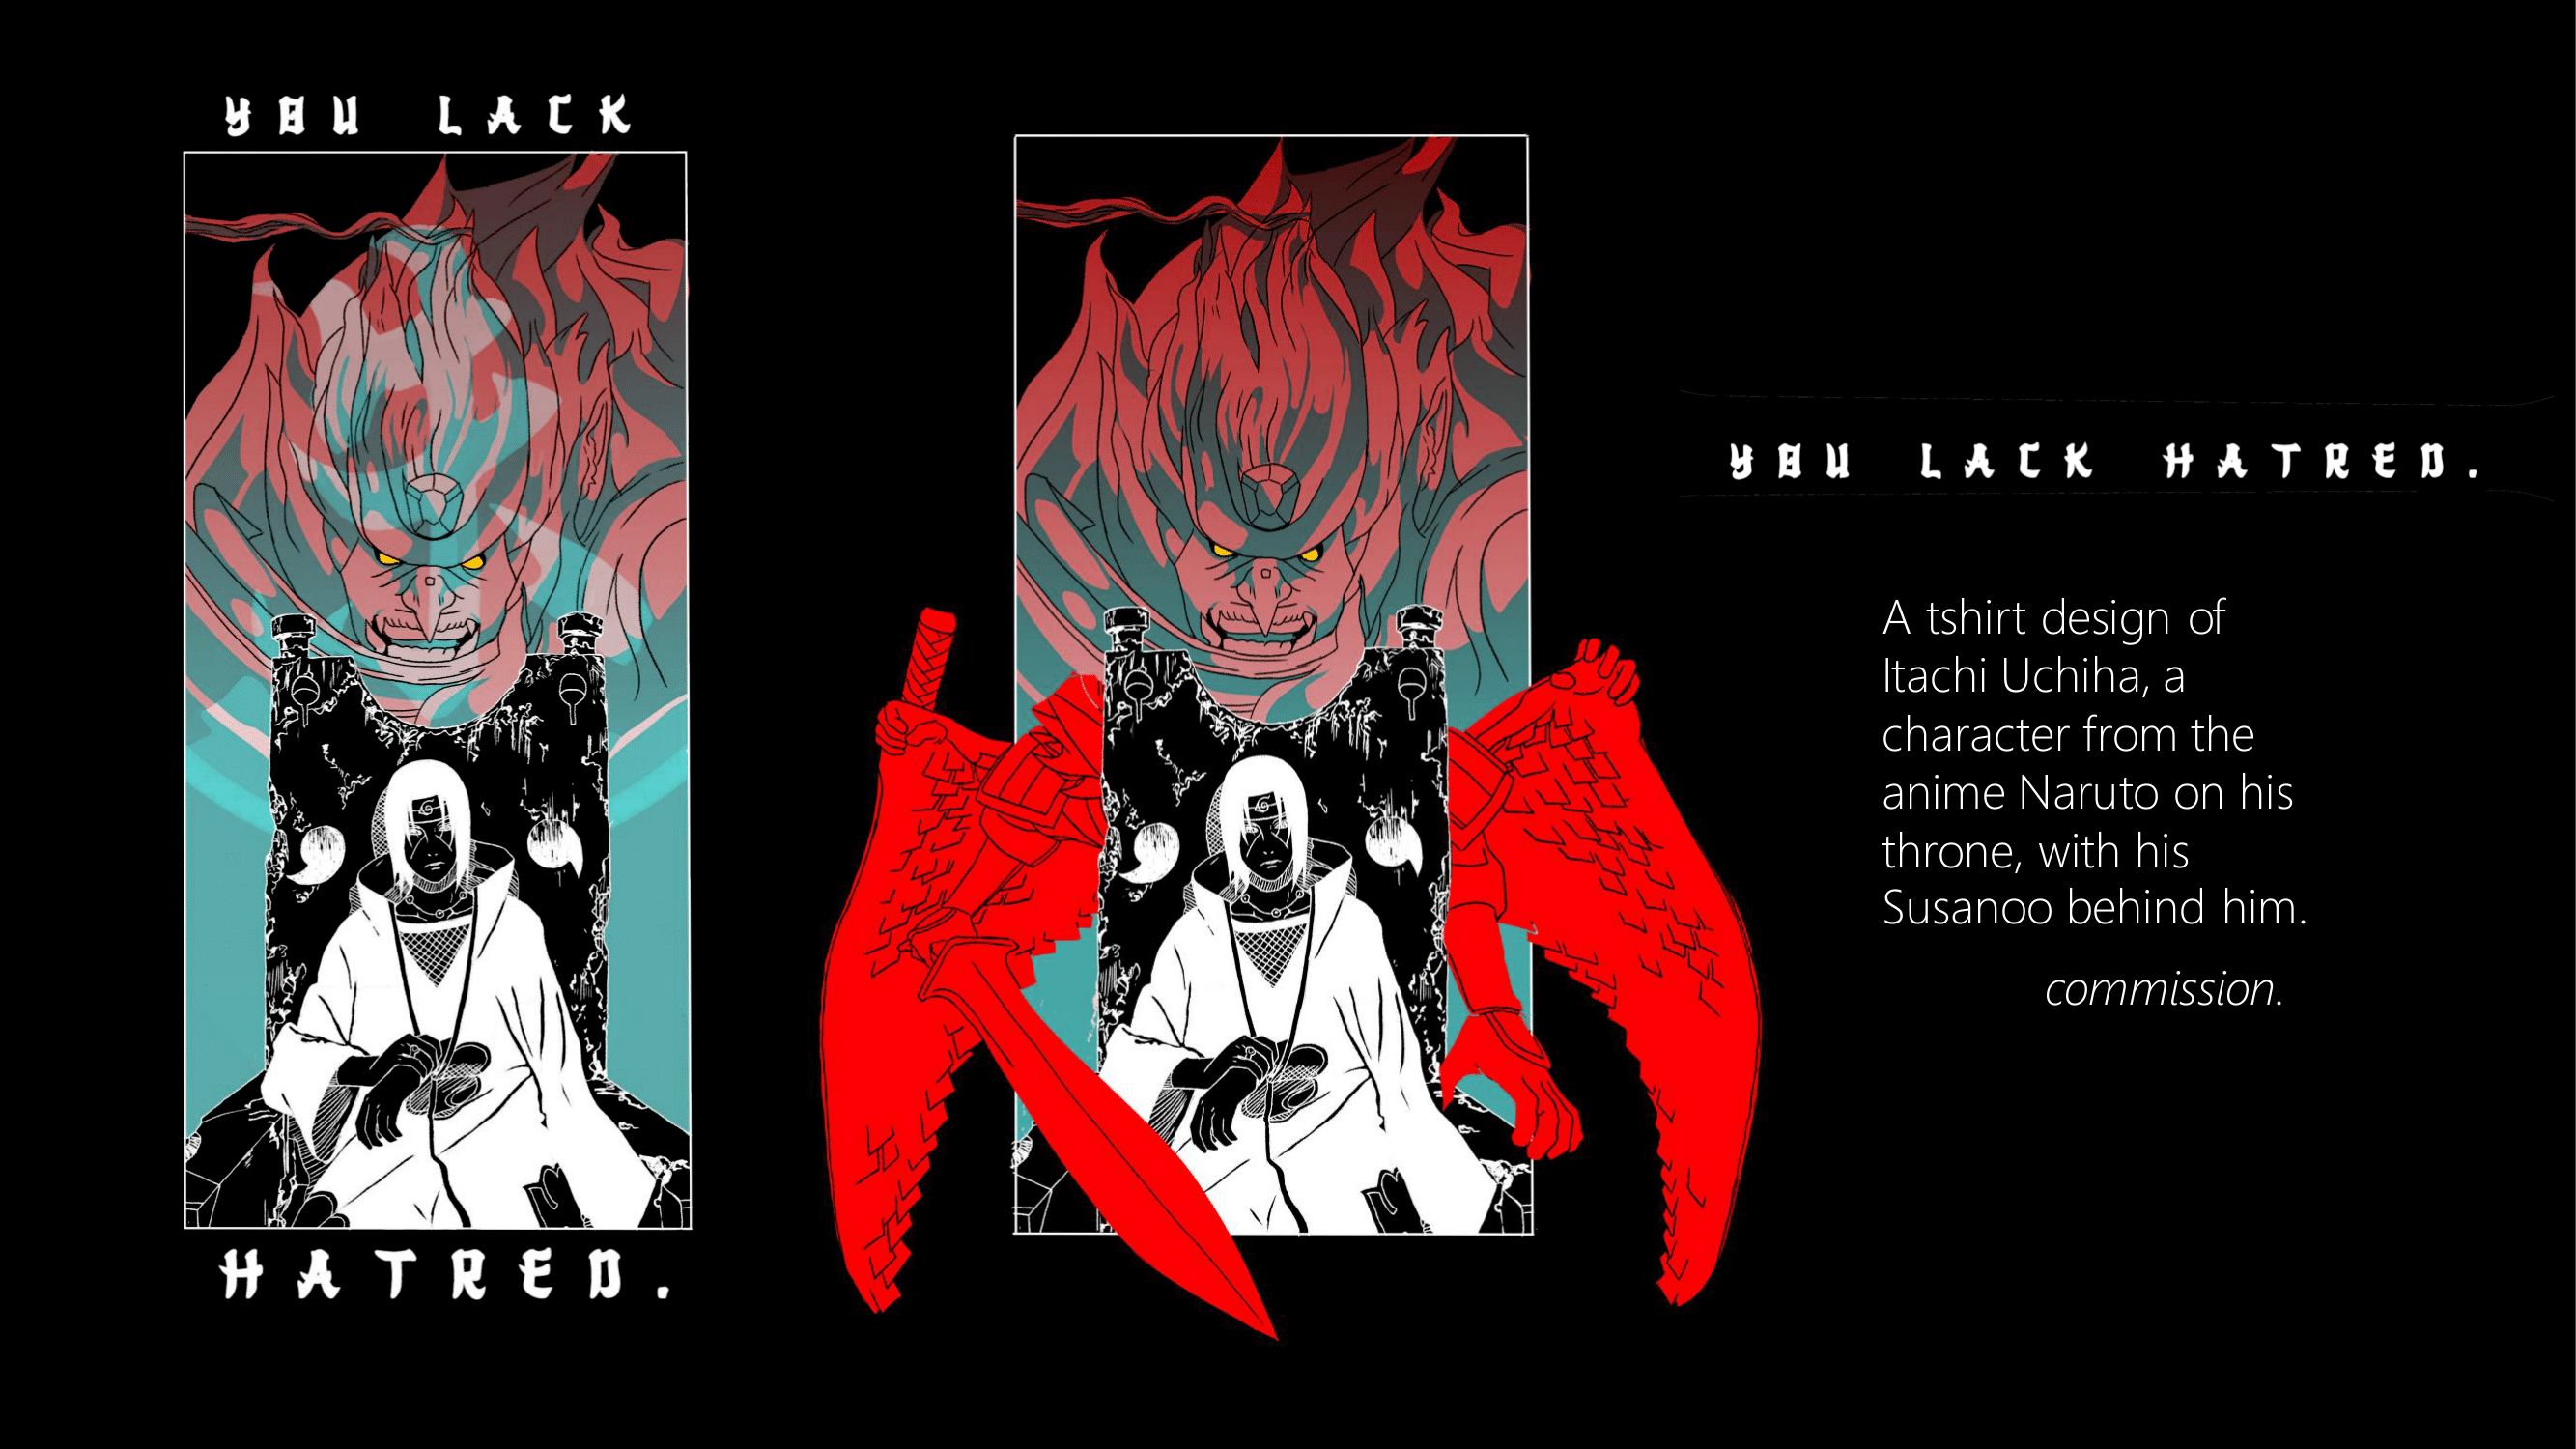 YOU LACK
HATRED.
YOU LACK HATRED.
A tshirt design of
Itachi Uchiha, a
character from the
anime Naruto on his
throne, with his
Susanoo behind him.
commission.